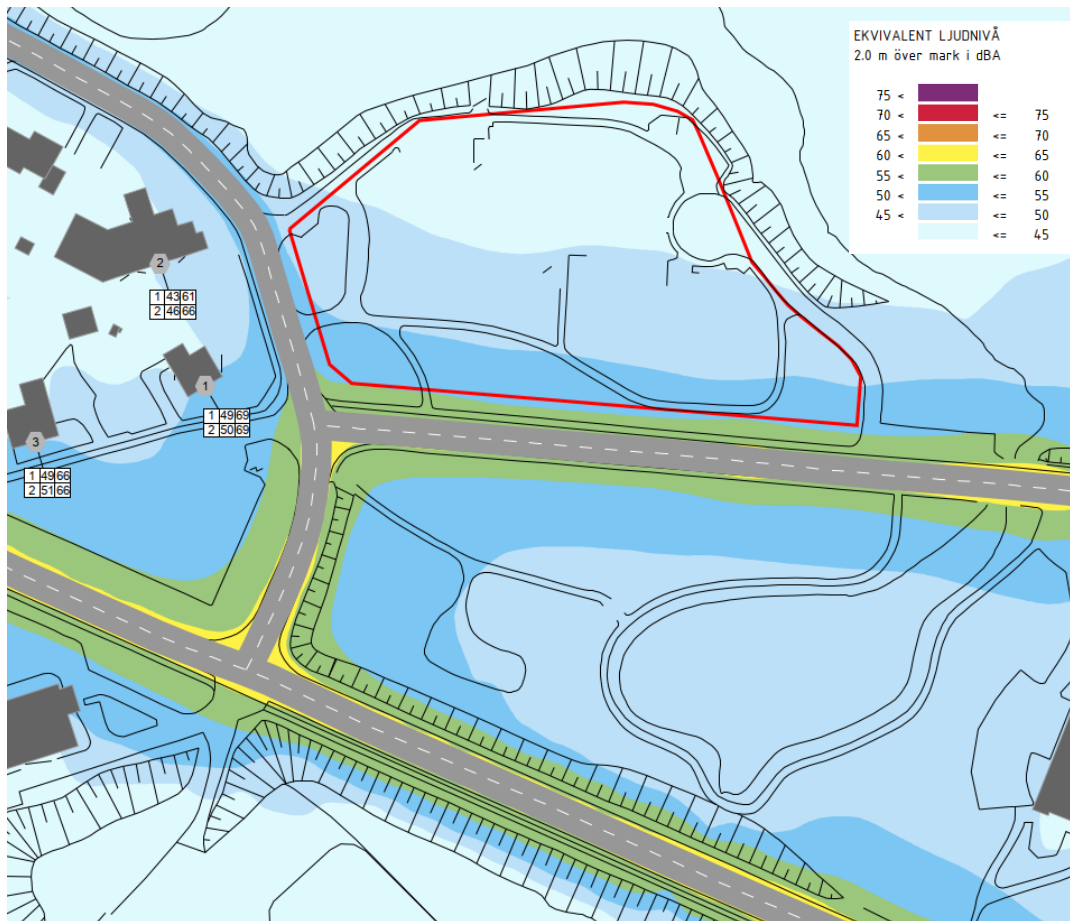 EKVIVALENT LJUDNIVÅ
2.0 m över mark i dBA
75 <
70 < <= 75
65 < <= 70
60 < <= 65
55 < <= 60
50 < <= 55
45 < <= 50
<= 45
2
1 43 61
2 46 66
1
1 49 69
2 50 69
3
1 49 66
2 51 66